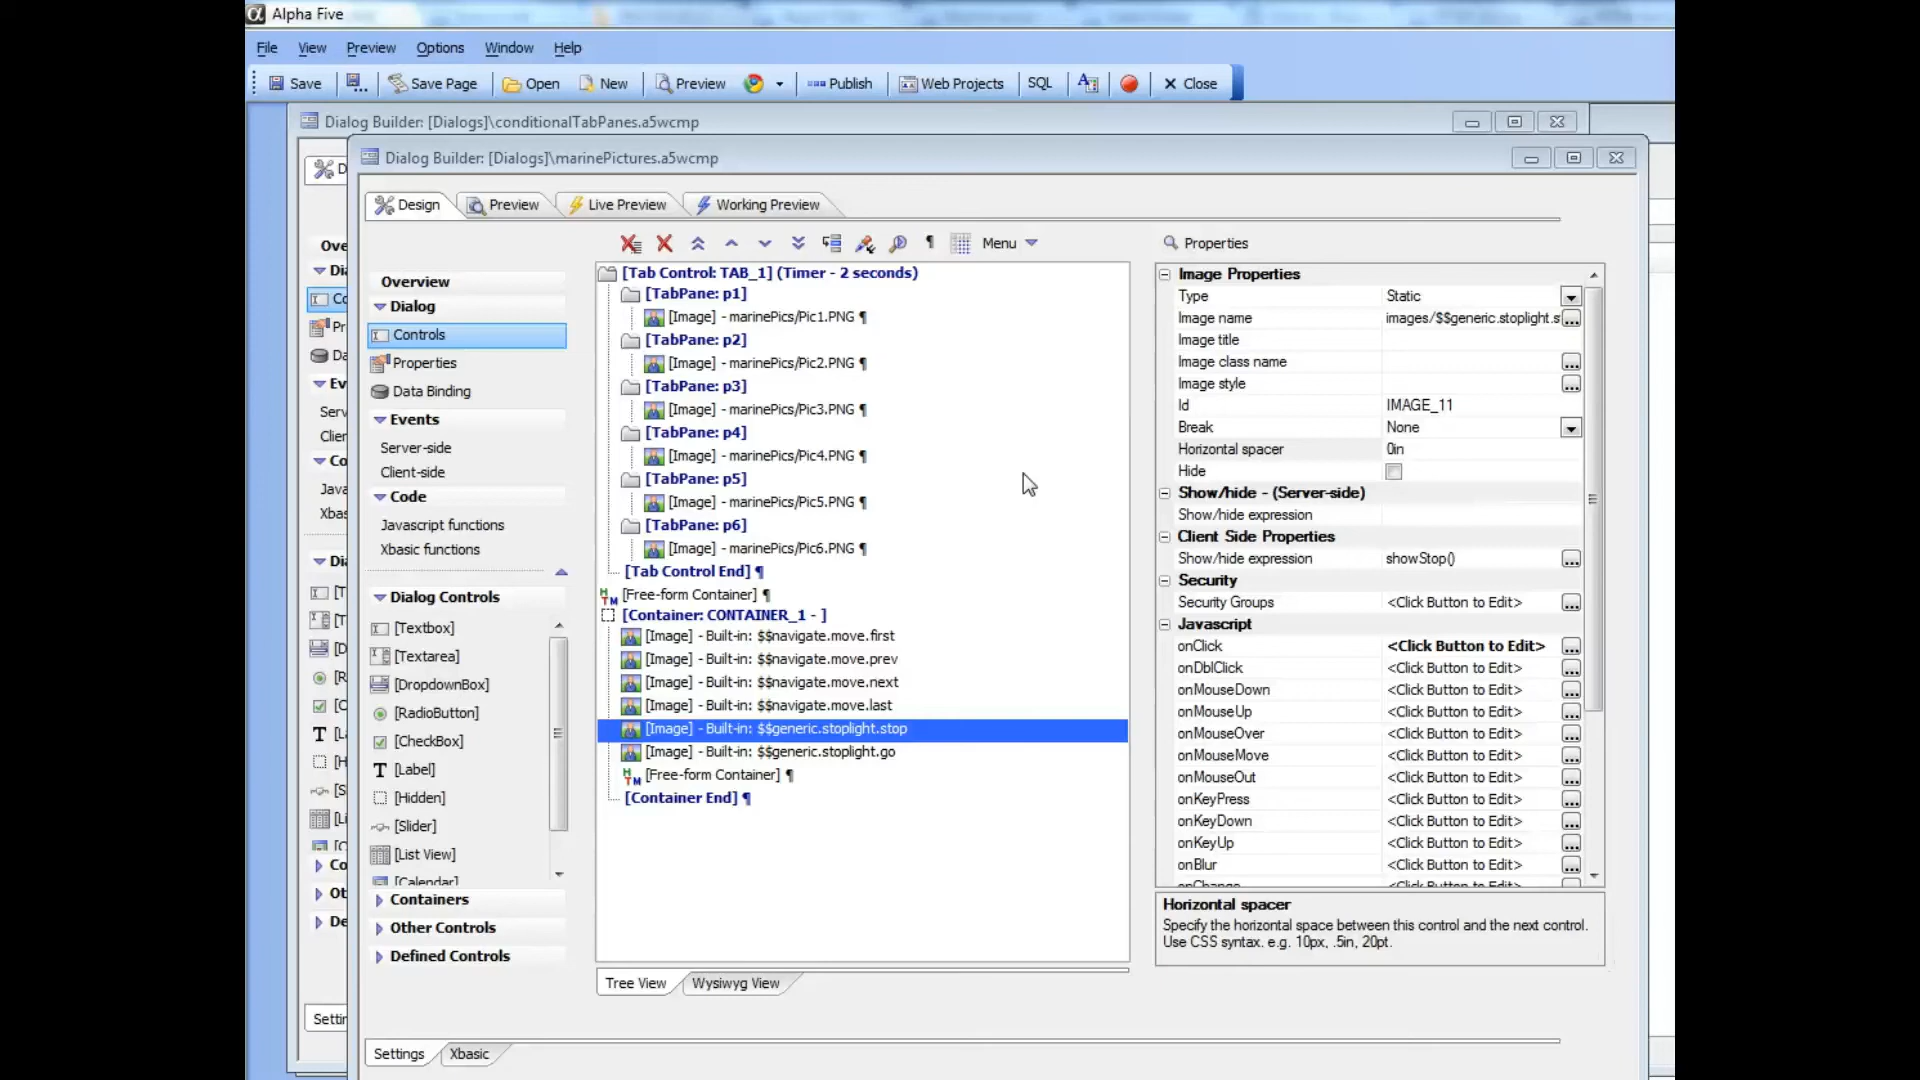 Alpha Five
File View Preview Options Window Help
Save Save Page Open New Preview Publish Web Projects SQL Close
Dialog Builder: [Dialogs]\conditionalTabPanes.a5wcmp
Dialog Builder: [Dialogs]\marinePictures.a5wcmp
Design Preview Live Preview Working Preview
Menu
Properties
Overview
Dialog
Controls
Properties
Data Binding
Events
Server-side
Client-side
Code
Javascript functions
Xbasic functions
Dialog Controls
[Textbox]
[Textarea]
[DropdownBox]
[RadioButton]
[CheckBox]
[Label]
[Hidden]
[Slider]
[List View]
[Calendar]
Containers
Other Controls
Defined Controls
[Tab Control: TAB_1] (Timer - 2 seconds)
[TabPane: p1]
[Image] - marinePics/Pic1.PNG ¶
[TabPane: p2]
[Image] - marinePics/Pic2.PNG ¶
[TabPane: p3]
[Image] - marinePics/Pic3.PNG ¶
[TabPane: p4]
[Image] - marinePics/Pic4.PNG ¶
[TabPane: p5]
[Image] - marinePics/Pic5.PNG ¶
[TabPane: p6]
[Image] - marinePics/Pic6.PNG ¶
[Tab Control End] ¶
[Free-form Container] ¶
[Container: CONTAINER_1 - ]
[Image] - Built-in: $$navigate.move.first
[Image] - Built-in: $$navigate.move.prev
[Image] - Built-in: $$navigate.move.next
[Image] - Built-in: $$navigate.move.last
[Image] - Built-in: $$generic.stoplight.stop
[Image] - Built-in: $$generic.stoplight.go
[Free-form Container] ¶
[Container End] ¶
Tree View Wysiwyg View
Image Properties
Type Static
Image name images/$$generic.stoplight.s
Image title
Image class name
Image style
Id IMAGE_11
Break None
Horizontal spacer 0in
Hide
Show/hide - (Server-side)
Show/hide expression
Client Side Properties
Show/hide expression showStop()
Security
Security Groups <Click Button to Edit>
Javascript
onClick <Click Button to Edit>
onDblClick <Click Button to Edit>
onMouseDown <Click Button to Edit>
onMouseUp <Click Button to Edit>
onMouseOver <Click Button to Edit>
onMouseMove <Click Button to Edit>
onMouseOut <Click Button to Edit>
onKeyPress <Click Button to Edit>
onKeyDown <Click Button to Edit>
onKeyUp <Click Button to Edit>
onBlur <Click Button to Edit>
onChange <Click Button to Edit>
Horizontal spacer
Specify the horizontal space between this control and the next control.
Use CSS syntax. e.g. 10px, .5in, 20pt.
Settings Xbasic